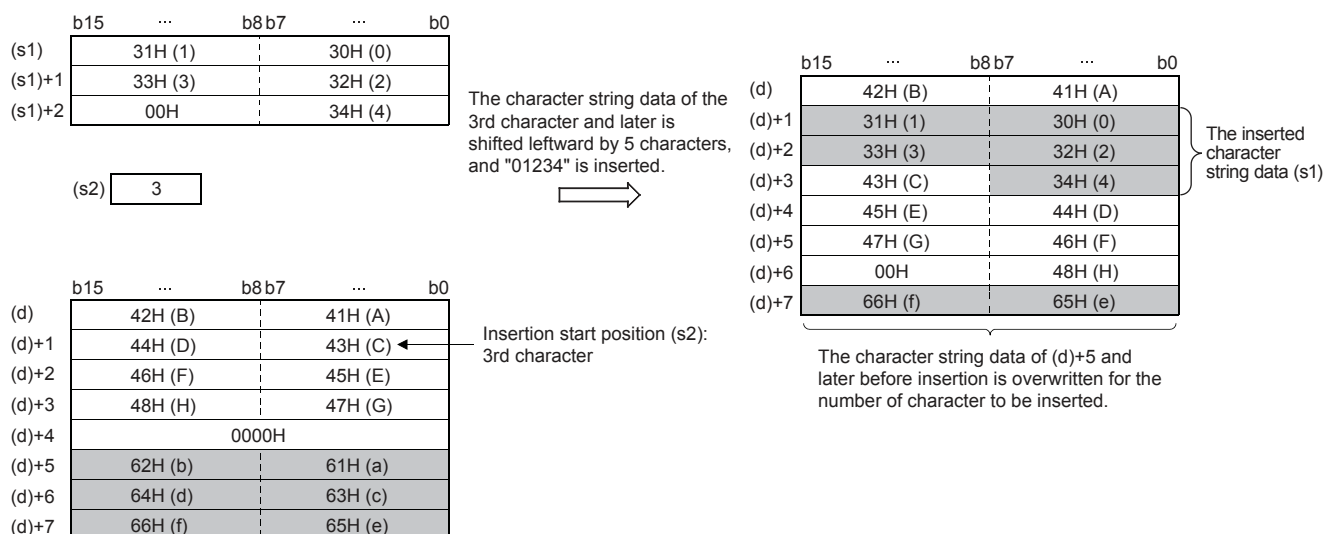 b15 ... b8 b7 ... b0
(s1) 31H (1) 30H (0)
(s1)+1 33H (3) 32H (2)
(s1)+2 00H 34H (4)
(s2) 3
The character string data of the
3rd character and later is
shifted leftward by 5 characters,
and "01234" is inserted.
b15 ... b8 b7 ... b0
(d) 42H (B) 41H (A)
(d)+1 44H (D) 43H (C)
(d)+2 46H (F) 45H (E)
(d)+3 48H (H) 47H (G)
(d)+4 0000H
(d)+5 62H (b) 61H (a)
(d)+6 64H (d) 63H (c)
(d)+7 66H (f) 65H (e)
Insertion start position (s2):
3rd character
b15 ... b8 b7 ... b0
(d) 42H (B) 41H (A)
(d)+1 31H (1) 30H (0)
(d)+2 33H (3) 32H (2)
(d)+3 43H (C) 34H (4)
(d)+4 45H (E) 44H (D)
(d)+5 47H (G) 46H (F)
(d)+6 00H 48H (H)
(d)+7 66H (f) 65H (e)
The inserted
character
string data (s1)
The character string data of (d)+5 and
later before insertion is overwritten for the
number of character to be inserted.